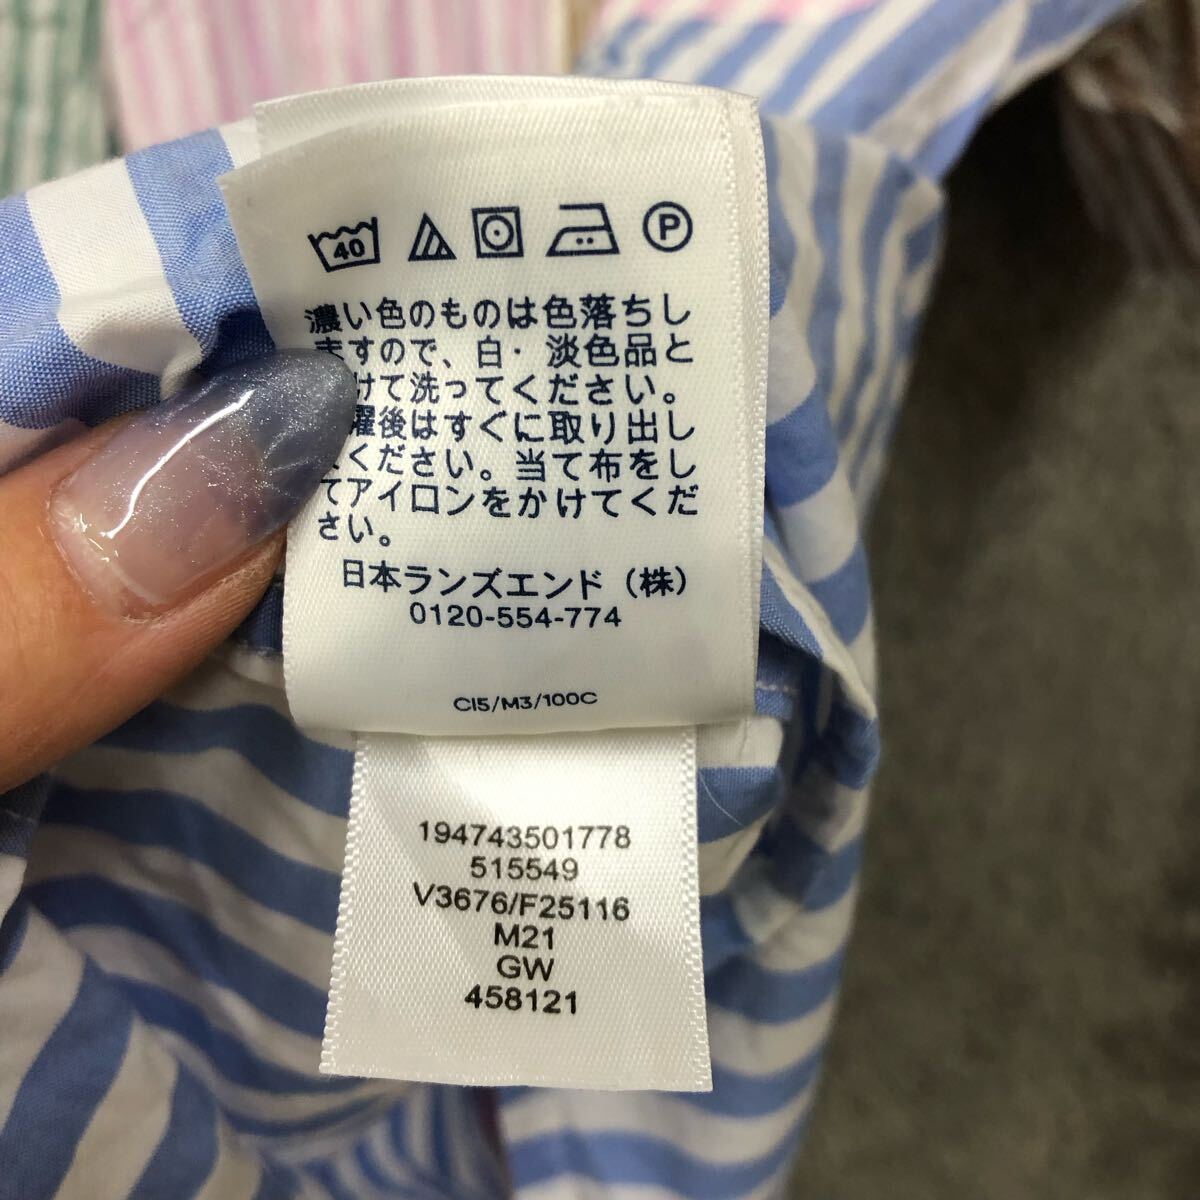 40 P
濃い色のものは色落ちし
ますので、白・淡色品と
けて洗ってください。
濯後はすぐに取り出し
ください。当て布をし
てアイロンをかけてくだ
さい。
日本ランズエンド（株）
0120-554-774
CI5/M3/100C
194743501778
515549
V3676/F25116
M21
GW
458121